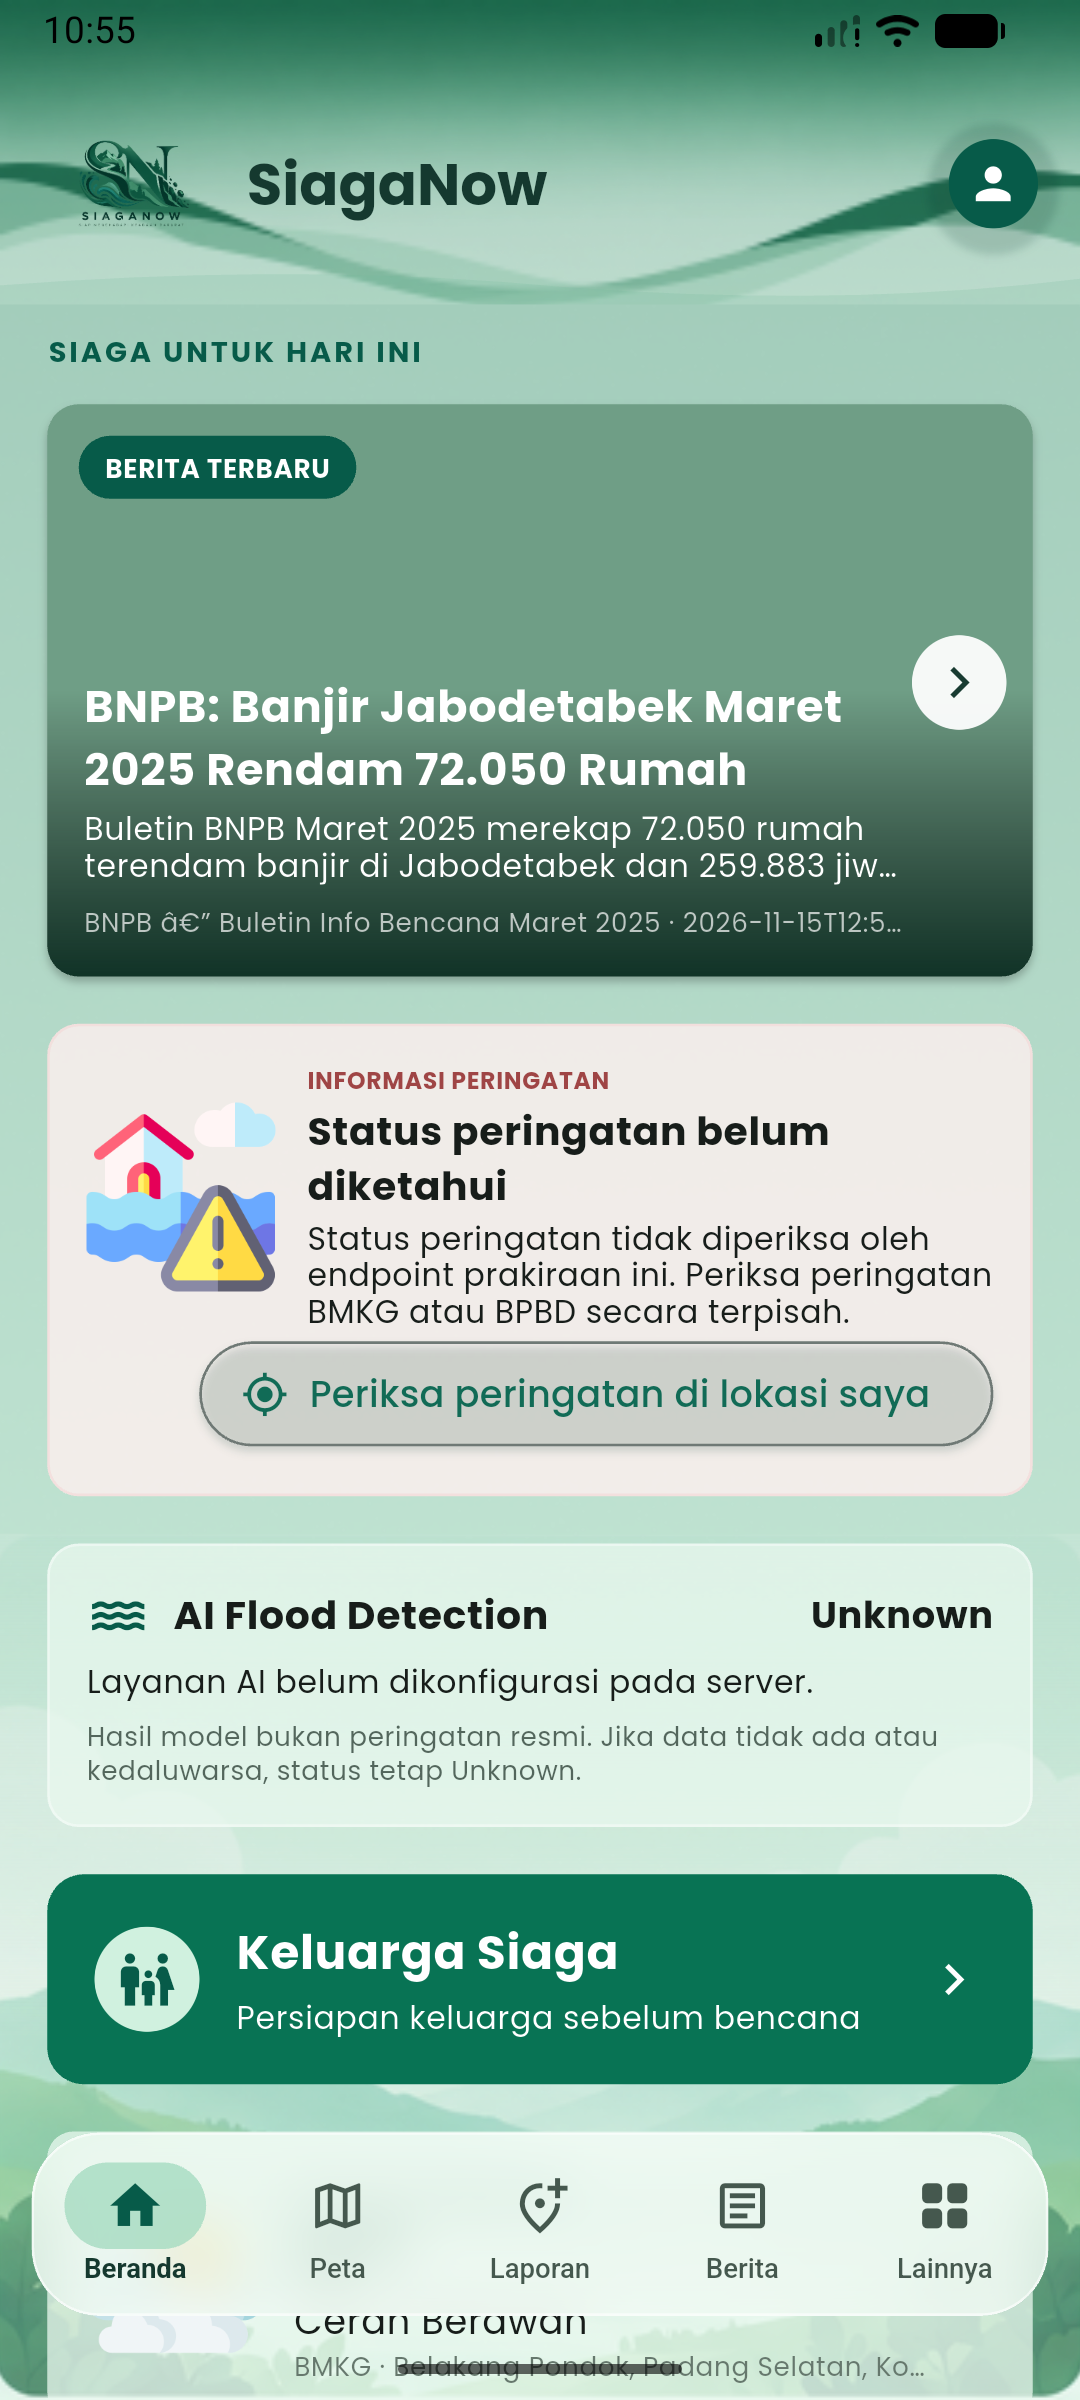 10:55
SIAGANOW
SiagaNow
SIAGA UNTUK HARI INI
BERITA TERBARU
BNPB: Banjir Jabodetabek Maret
2025 Rendam 72.050 Rumah
Buletin BNPB Maret 2025 merekap 72.050 rumah
terendam banjir di Jabodetabek dan 259.883 jiw...
BNPB â€” Buletin Info Bencana Maret 2025 · 2026-11-15T12:5...
INFORMASI PERINGATAN
Status peringatan belum
diketahui
Status peringatan tidak diperiksa oleh
endpoint prakiraan ini. Periksa peringatan
BMKG atau BPBD secara terpisah.
Periksa peringatan di lokasi saya
AI Flood Detection
Unknown
Layanan AI belum dikonfigurasi pada server.
Hasil model bukan peringatan resmi. Jika data tidak ada atau
kedaluwarsa, status tetap Unknown.
Keluarga Siaga
Persiapan keluarga sebelum bencana
Beranda
Peta
Laporan
Berita
Lainnya
Cerah Berawan
BMKG · Belakang Pondok, Padang Selatan, Ko...